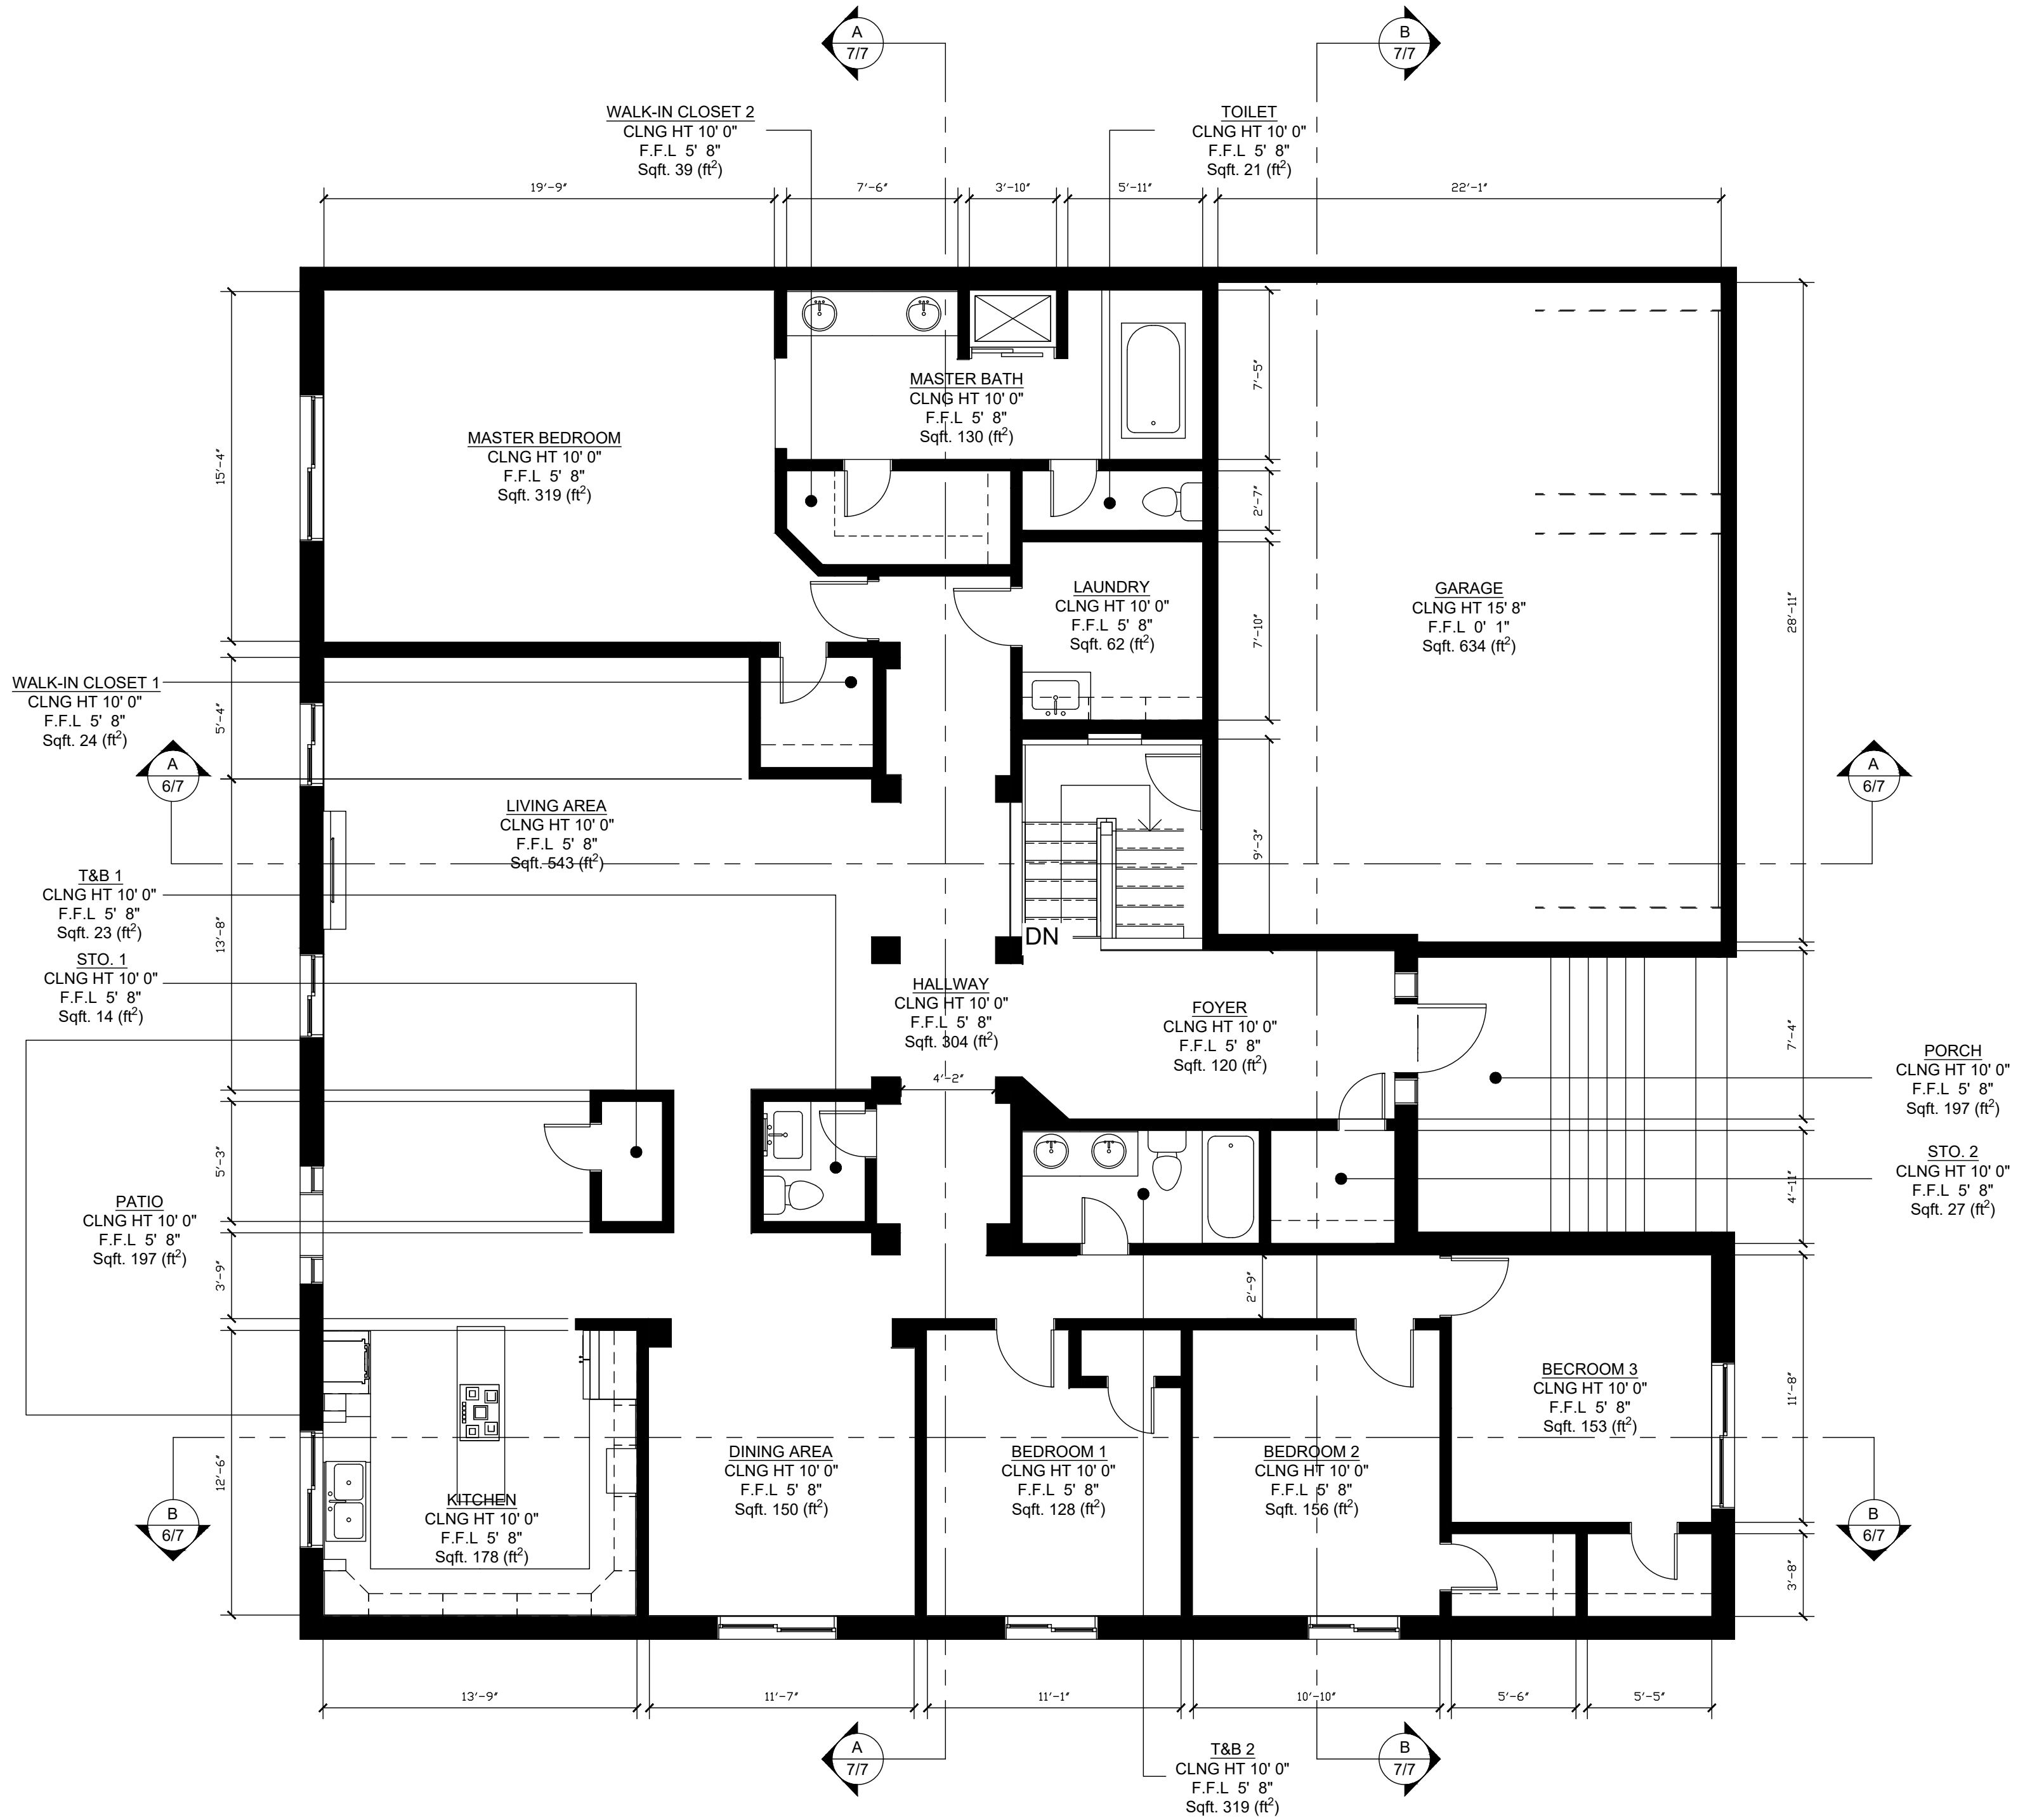 A
7/7
B
7/7
WALK-IN CLOSET 2
CLNG HT 10' 0"
F.F.L 5' 8"
Sqft. 39 (ft²)
TOILET
CLNG HT 10' 0"
F.F.L 5' 8"
Sqft. 21 (ft²)
19'-9"
7'-6"
3'-10"
5'-11"
22'-1"
MASTER BEDROOM
CLNG HT 10' 0"
F.F.L 5' 8"
Sqft. 319 (ft²)
MASTER BATH
CLNG HT 10' 0"
F.F.L 5' 8"
Sqft. 130 (ft²)
15'-4"
7'-5"
2'-7"
7'-10"
28'-11"
LAUNDRY
CLNG HT 10' 0"
F.F.L 5' 8"
Sqft. 62 (ft²)
GARAGE
CLNG HT 15' 8"
F.F.L 0' 1"
Sqft. 634 (ft²)
WALK-IN CLOSET 1
CLNG HT 10' 0"
F.F.L 5' 8"
Sqft. 24 (ft²)
5'-4"
A
6/7
A
6/7
LIVING AREA
CLNG HT 10' 0"
F.F.L 5' 8"
Sqft. 543 (ft²)
9'-3"
T&B 1
CLNG HT 10' 0"
F.F.L 5' 8"
Sqft. 23 (ft²)
13'-8"
DN
STO. 1
CLNG HT 10' 0"
F.F.L 5' 8"
Sqft. 14 (ft²)
HALLWAY
CLNG HT 10' 0"
F.F.L 5' 8"
Sqft. 304 (ft²)
4'-2"
FOYER
CLNG HT 10' 0"
F.F.L 5' 8"
Sqft. 120 (ft²)
7'-4"
PORCH
CLNG HT 10' 0"
F.F.L 5' 8"
Sqft. 197 (ft²)
5'-3"
4'-11"
STO. 2
CLNG HT 10' 0"
F.F.L 5' 8"
Sqft. 27 (ft²)
PATIO
CLNG HT 10' 0"
F.F.L 5' 8"
Sqft. 197 (ft²)
3'-9"
2'-9"
BECROOM 3
CLNG HT 10' 0"
F.F.L 5' 8"
Sqft. 153 (ft²)
11'-8"
12'-6"
KITCHEN
CLNG HT 10' 0"
F.F.L 5' 8"
Sqft. 178 (ft²)
DINING AREA
CLNG HT 10' 0"
F.F.L 5' 8"
Sqft. 150 (ft²)
BEDROOM 1
CLNG HT 10' 0"
F.F.L 5' 8"
Sqft. 128 (ft²)
BEDROOM 2
CLNG HT 10' 0"
F.F.L 5' 8"
Sqft. 156 (ft²)
B
6/7
B
6/7
3'-8"
13'-9"
11'-7"
11'-1"
10'-10"
5'-6"
5'-5"
A
7/7
T&B 2
CLNG HT 10' 0"
F.F.L 5' 8"
Sqft. 319 (ft²)
B
7/7